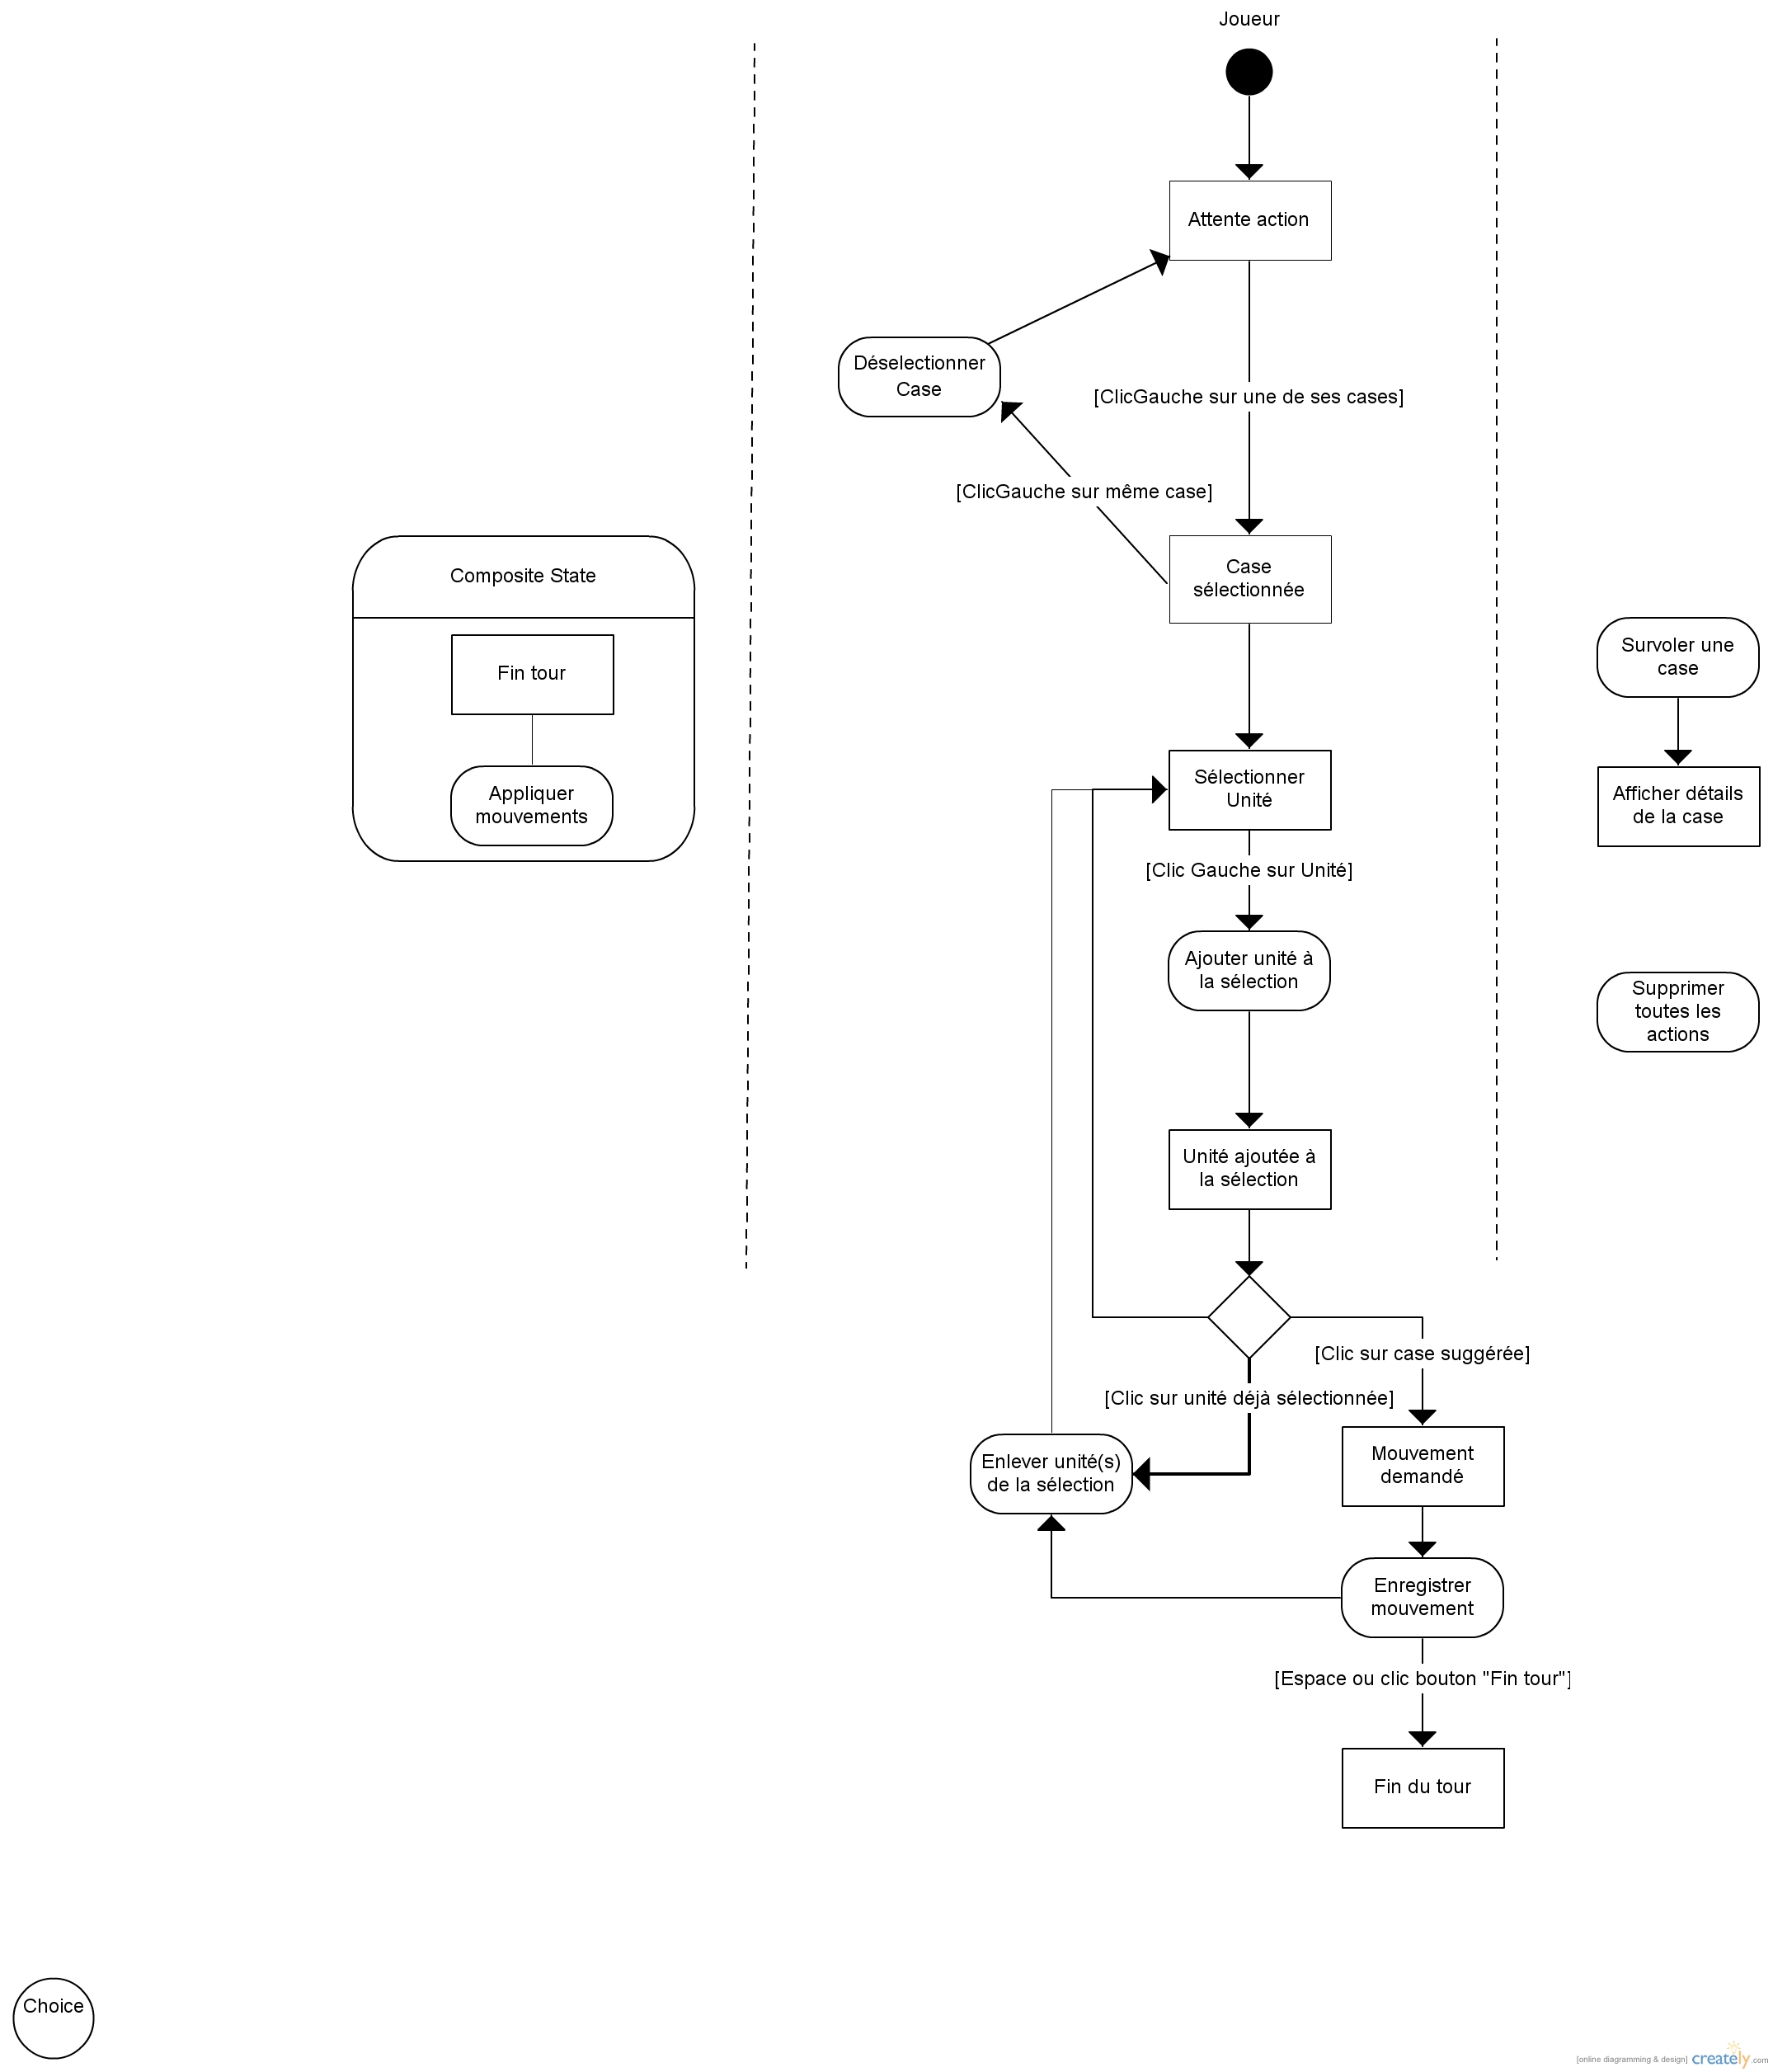 Joueur
Attente action
Déselectionner
Case
[ClicGauche sur une de ses cases]
[ClicGauche sur même case]
Case
sélectionnée
Composite State
Fin tour
Appliquer
mouvements
Survoler une
case
Afficher détails
de la case
Sélectionner
Unité
[Clic Gauche sur Unité]
Ajouter unité à
la sélection
Supprimer
toutes les
actions
Unité ajoutée à
la sélection
[Clic sur case suggérée]
[Clic sur unité déjà sélectionnée]
Enlever unité(s)
de la sélection
Mouvement
demandé
Enregistrer
mouvement
[Espace ou clic bouton "Fin tour"]
Fin du tour
Choice
[online diagramming & design] creately.com